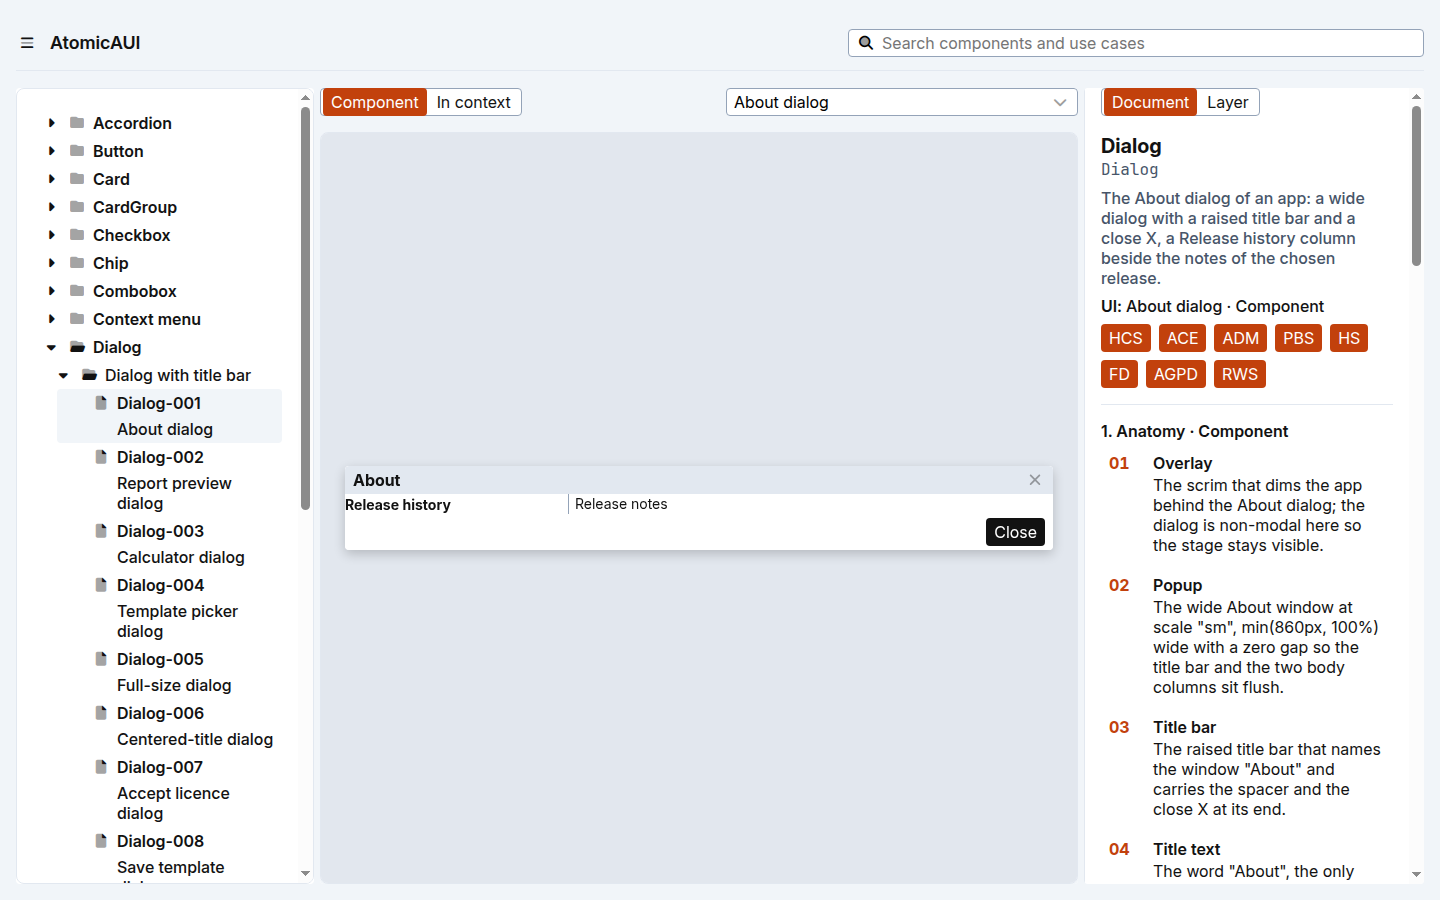 AtomicAUI
Search components and use cases
Accordion
Button
Card
CardGroup
Checkbox
Chip
Combobox
Context menu
Dialog
Dialog with title bar
Dialog-001
About dialog
Dialog-002
Report preview
dialog
Dialog-003
Calculator dialog
Dialog-004
Template picker
dialog
Dialog-005
Full-size dialog
Dialog-006
Centered-title dialog
Dialog-007
Accept licence
dialog
Dialog-008
Save template
Component
In context
About dialog
About
Release history
Release notes
Close
Document
Layer
Dialog
Dialog
The About dialog of an app: a wide
dialog with a raised title bar and a
close X, a Release history column
beside the notes of the chosen
release.
UI: About dialog · Component
HCS ACE ADM PBS HS
FD AGPD RWS
1. Anatomy · Component
01 Overlay
The scrim that dims the app
behind the About dialog; the
dialog is non-modal here so
the stage stays visible.
02 Popup
The wide About window at
scale "sm", min(860px, 100%)
wide with a zero gap so the
title bar and the two body
columns sit flush.
03 Title bar
The raised title bar that names
the window "About" and
carries the spacer and the
close X at its end.
04 Title text
The word "About", the only